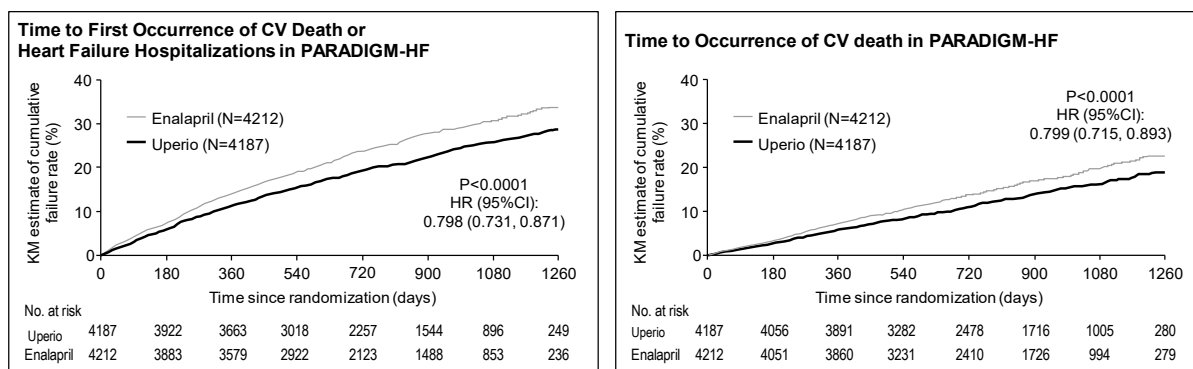 Time to First Occurrence of CV Death or
Heart Failure Hospitalizations in PARADIGM-HF
KM estimate of cumulative
failure rate (%)
40
30
20
10
0
Enalapril (N=4212)
Uperio (N=4187)
P<0.0001
HR (95%CI):
0.798 (0.731, 0.871)
0 180 360 540 720 900 1080 1260
Time since randomization (days)
No. at risk
Uperio 4187 3922 3663 3018 2257 1544 896 249
Enalapril 4212 3883 3579 2922 2123 1488 853 236
Time to Occurrence of CV death in PARADIGM-HF
KM estimate of cumulative
failure rate (%)
40
30
20
10
0
Enalapril (N=4212)
Uperio (N=4187)
P<0.0001
HR (95%CI):
0.799 (0.715, 0.893)
0 180 360 540 720 900 1080 1260
Time since randomization (days)
No. at risk
Uperio 4187 4056 3891 3282 2478 1716 1005 280
Enalapril 4212 4051 3860 3231 2410 1726 994 279